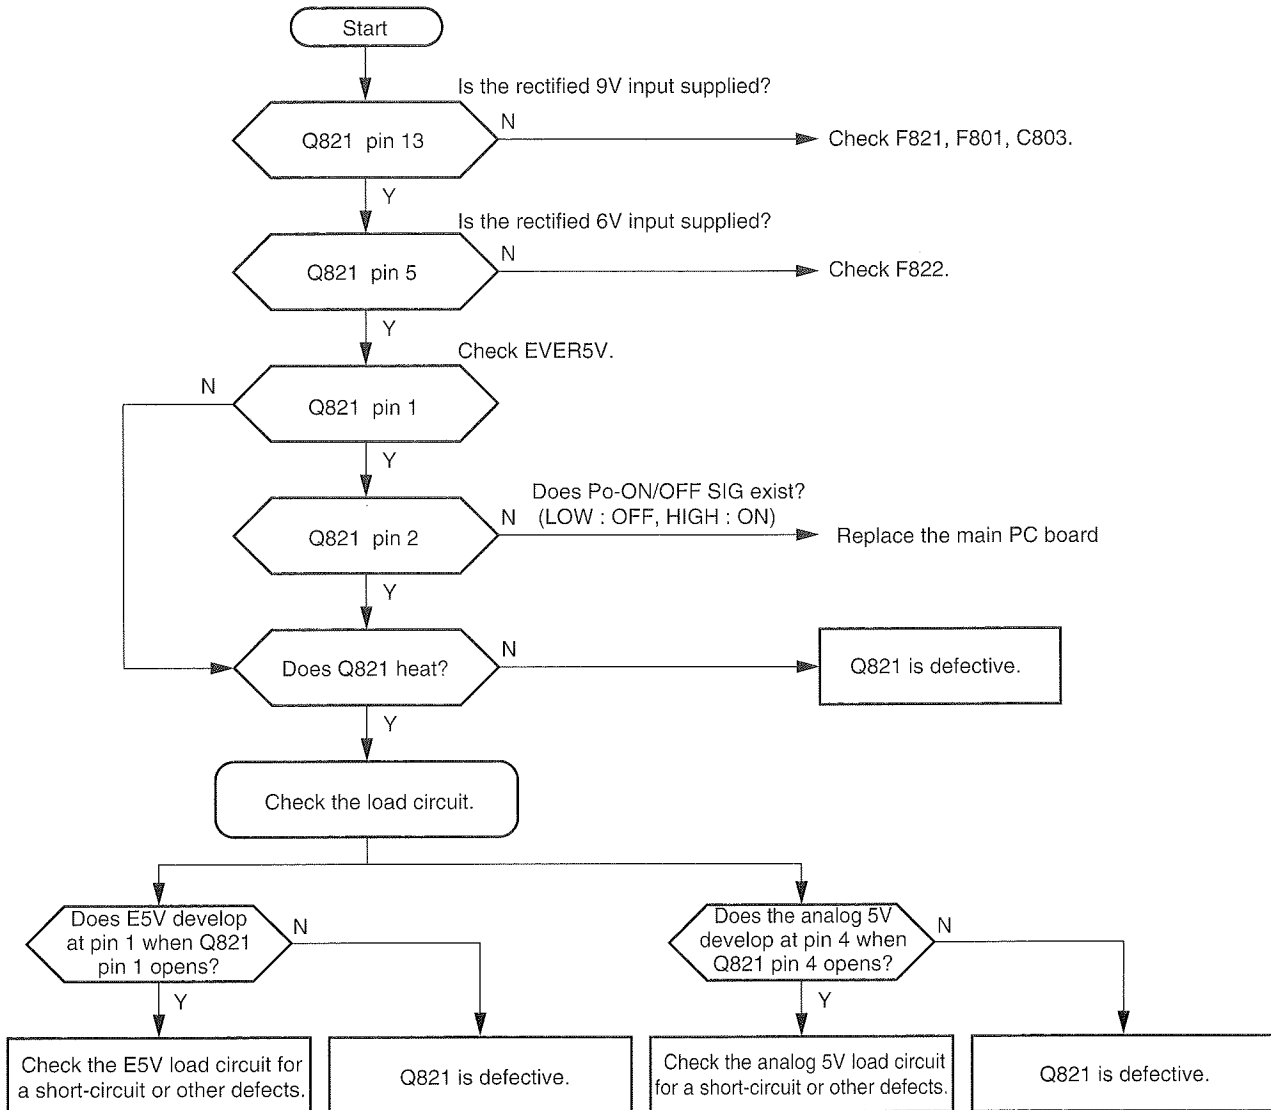 Start
Is the rectified 9V input supplied?
Q821 pin 13
N
Check F821, F801, C803.
Y
Is the rectified 6V input supplied?
Q821 pin 5
N
Check F822.
Y
Check EVER5V.
N
Q821 pin 1
Y
Does Po-ON/OFF SIG exist?
(LOW : OFF, HIGH : ON)
Q821 pin 2
N
Replace the main PC board
Y
Does Q821 heat?
N
Q821 is defective.
Y
Check the load circuit.
Does E5V develop
at pin 1 when Q821
pin 1 opens?
N
Y
Check the E5V load circuit for
a short-circuit or other defects.
Q821 is defective.
Does the analog 5V
develop at pin 4 when
Q821 pin 4 opens?
N
Y
Check the analog 5V load circuit
for a short-circuit or other defects.
Q821 is defective.